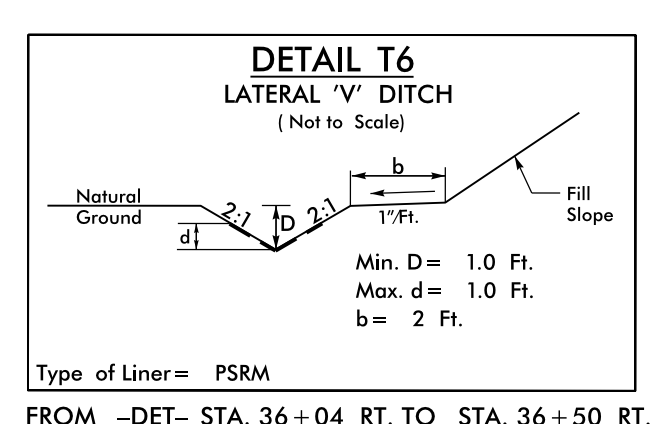 DETAIL T6
LATERAL 'V' DITCH
( Not to Scale)
b
Natural
Ground
2:1
D
2:1
1"/Ft.
Fill
Slope
d
Min. D = 1.0 Ft.
Max. d = 1.0 Ft.
b = 2 Ft.
Type of Liner = PSRM
FROM -DET- STA. 36+04 RT. TO STA. 36+50 RT.